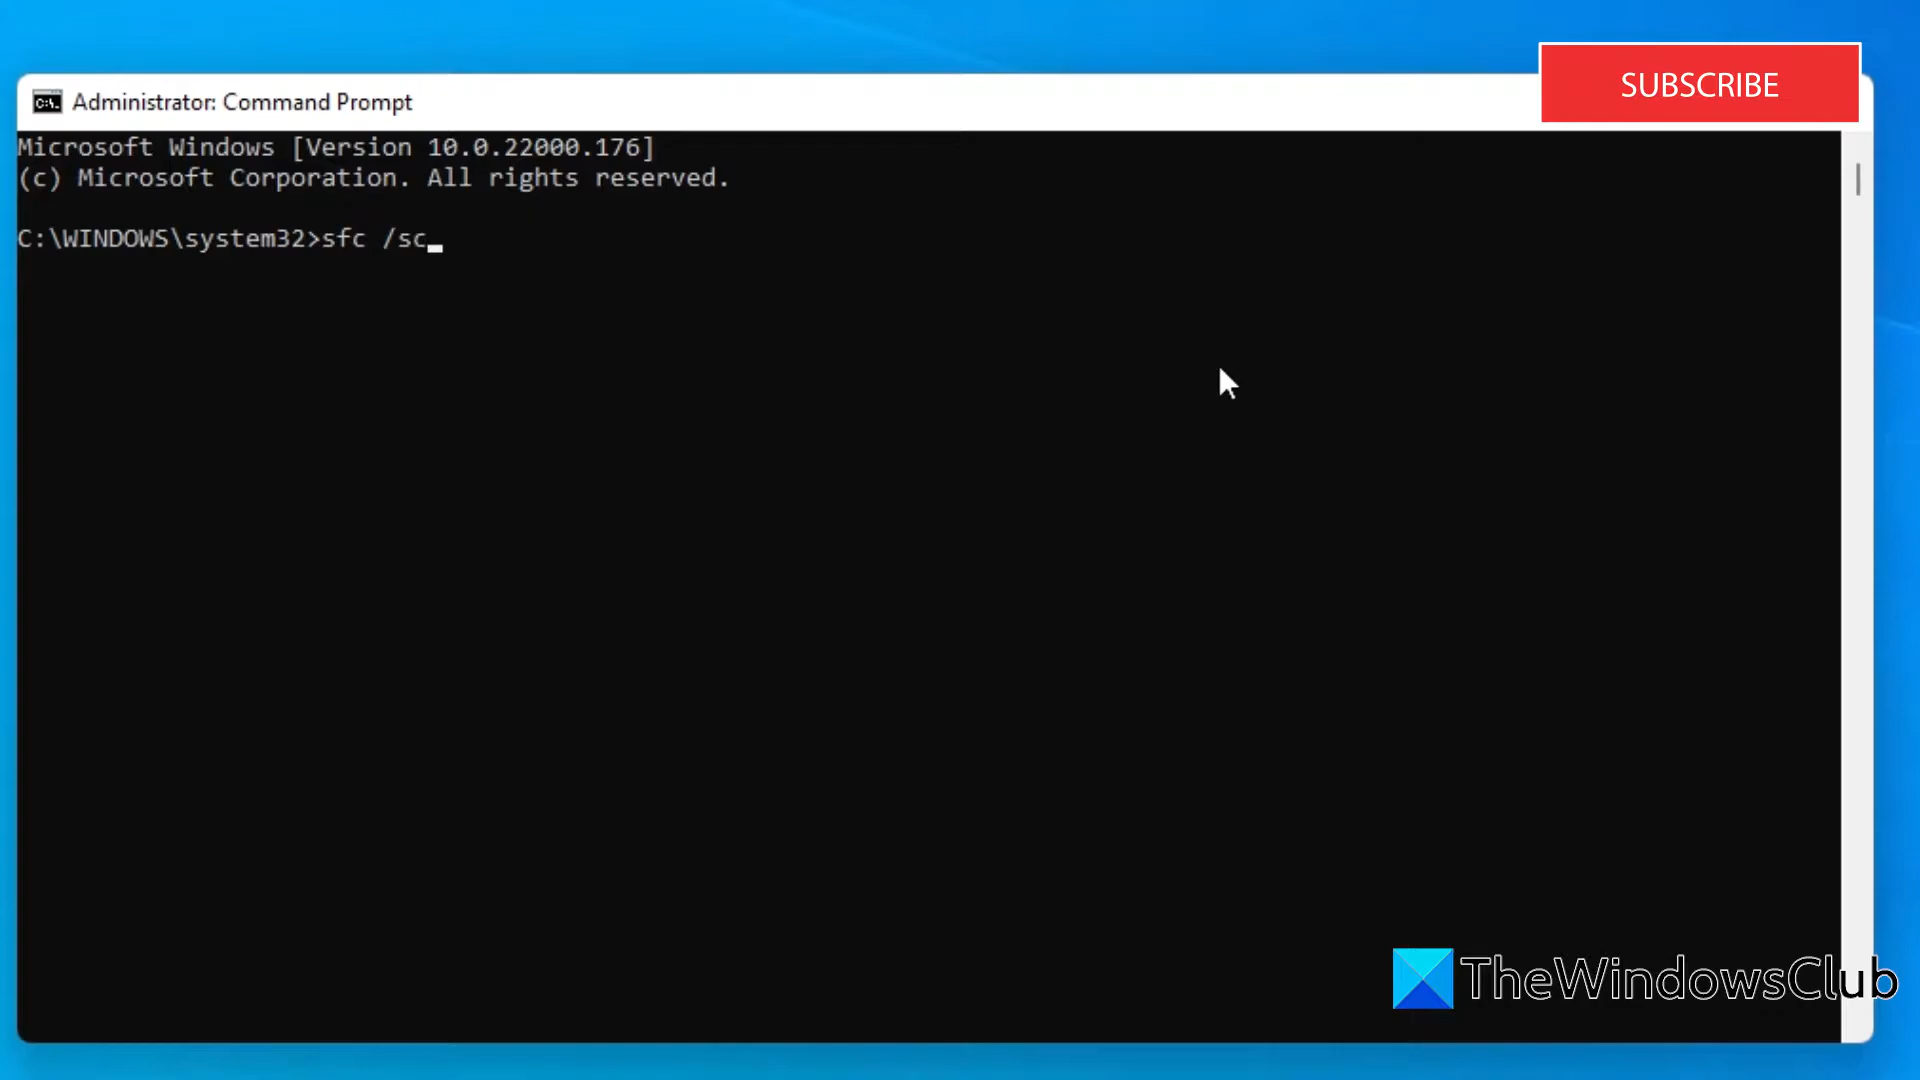 SUBSCRIBE
C:\. Administrator: Command Prompt
Microsoft Windows [Version 10.0.22000.176]
(c) Microsoft Corporation. All rights reserved.
C:\WINDOWS\system32>sfc /sc
TheWindowsClub